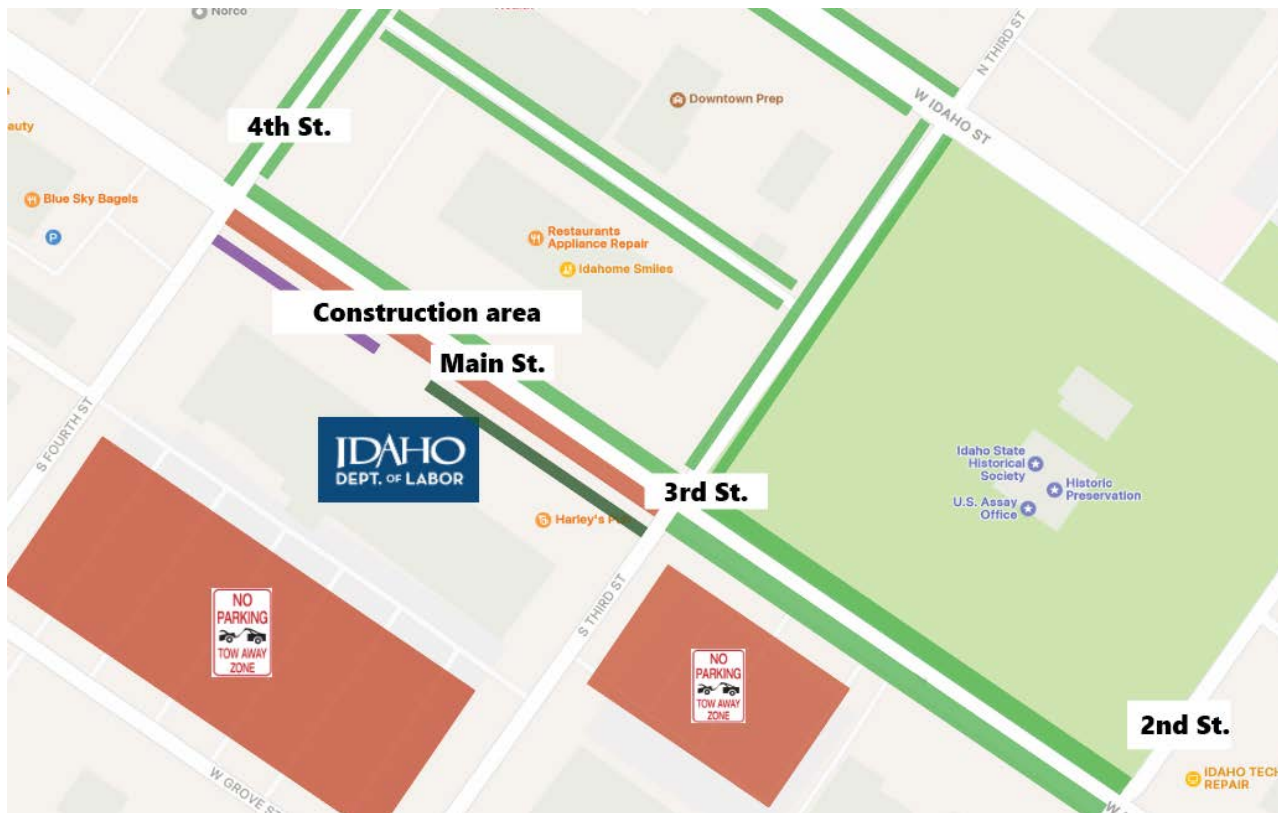 Norco
N THIRD ST
Downtown Prep
W IDAHO ST
4th St.
auty
Blue Sky Bagels
P
Restaurants
Appliance Repair
Idahome Smiles
Construction area
Main St.
S FOURTH ST
IDAHO
DEPT. OF LABOR
Idaho State
Historical
Society
Historic
Preservation
U.S. Assay
Office
3rd St.
Harley's
S THIRD ST
NO
PARKING
TOW AWAY
ZONE
NO
PARKING
TOW AWAY
ZONE
2nd St.
W GROVE
IDAHO TECH
REPAIR
W